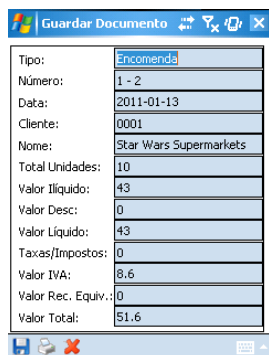 Guardar Documento
Tipo: Encomenda
Número: 1 - 2
Data: 2011-01-13
Cliente: 0001
Nome: Star Wars Supermarkets
Total Unidades: 10
Valor Ilíquido: 43
Valor Desc: 0
Valor Líquido: 43
Taxas/Impostos: 0
Valor IVA: 8.6
Valor Rec. Equiv.: 0
Valor Total: 51.6